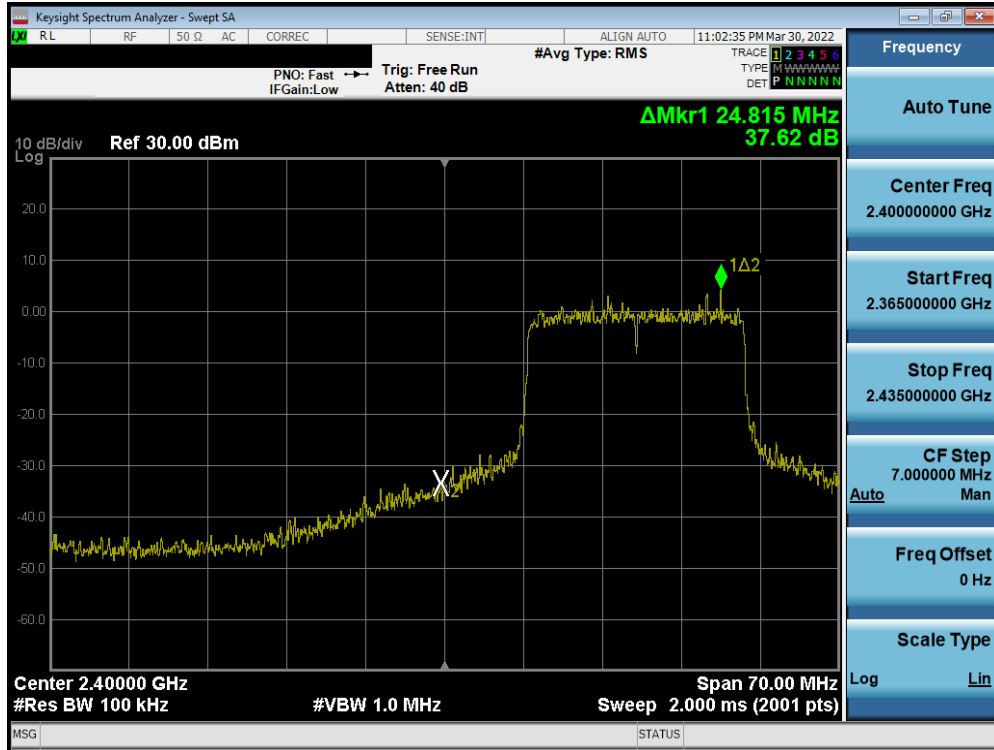 Keysight Spectrum Analyzer - Swept SA
LXI RL RF 50 Ω AC CORREC SENSE:INT ALIGN AUTO 11:02:35 PM Mar 30, 2022
#Avg Type: RMS TRACE 1 2 3 4 5 6
PNO: Fast Trig: Free Run TYPE M WWWWW
IFGain:Low Atten: 40 dB DET P N N N N N
ΔMkr1 24.815 MHz
37.62 dB
10 dB/div Ref 30.00 dBm
Log
20.0
10.0
1Δ2
0.00
-10.0
-20.0
-30.0
X2
-40.0
-50.0
-60.0
Center 2.40000 GHz Span 70.00 MHz
#Res BW 100 kHz #VBW 1.0 MHz Sweep 2.000 ms (2001 pts)
MSG STATUS
Frequency
Auto Tune
Center Freq
2.400000000 GHz
Start Freq
2.365000000 GHz
Stop Freq
2.435000000 GHz
CF Step
7.000000 MHz
Auto Man
Freq Offset
0 Hz
Scale Type
Log Lin